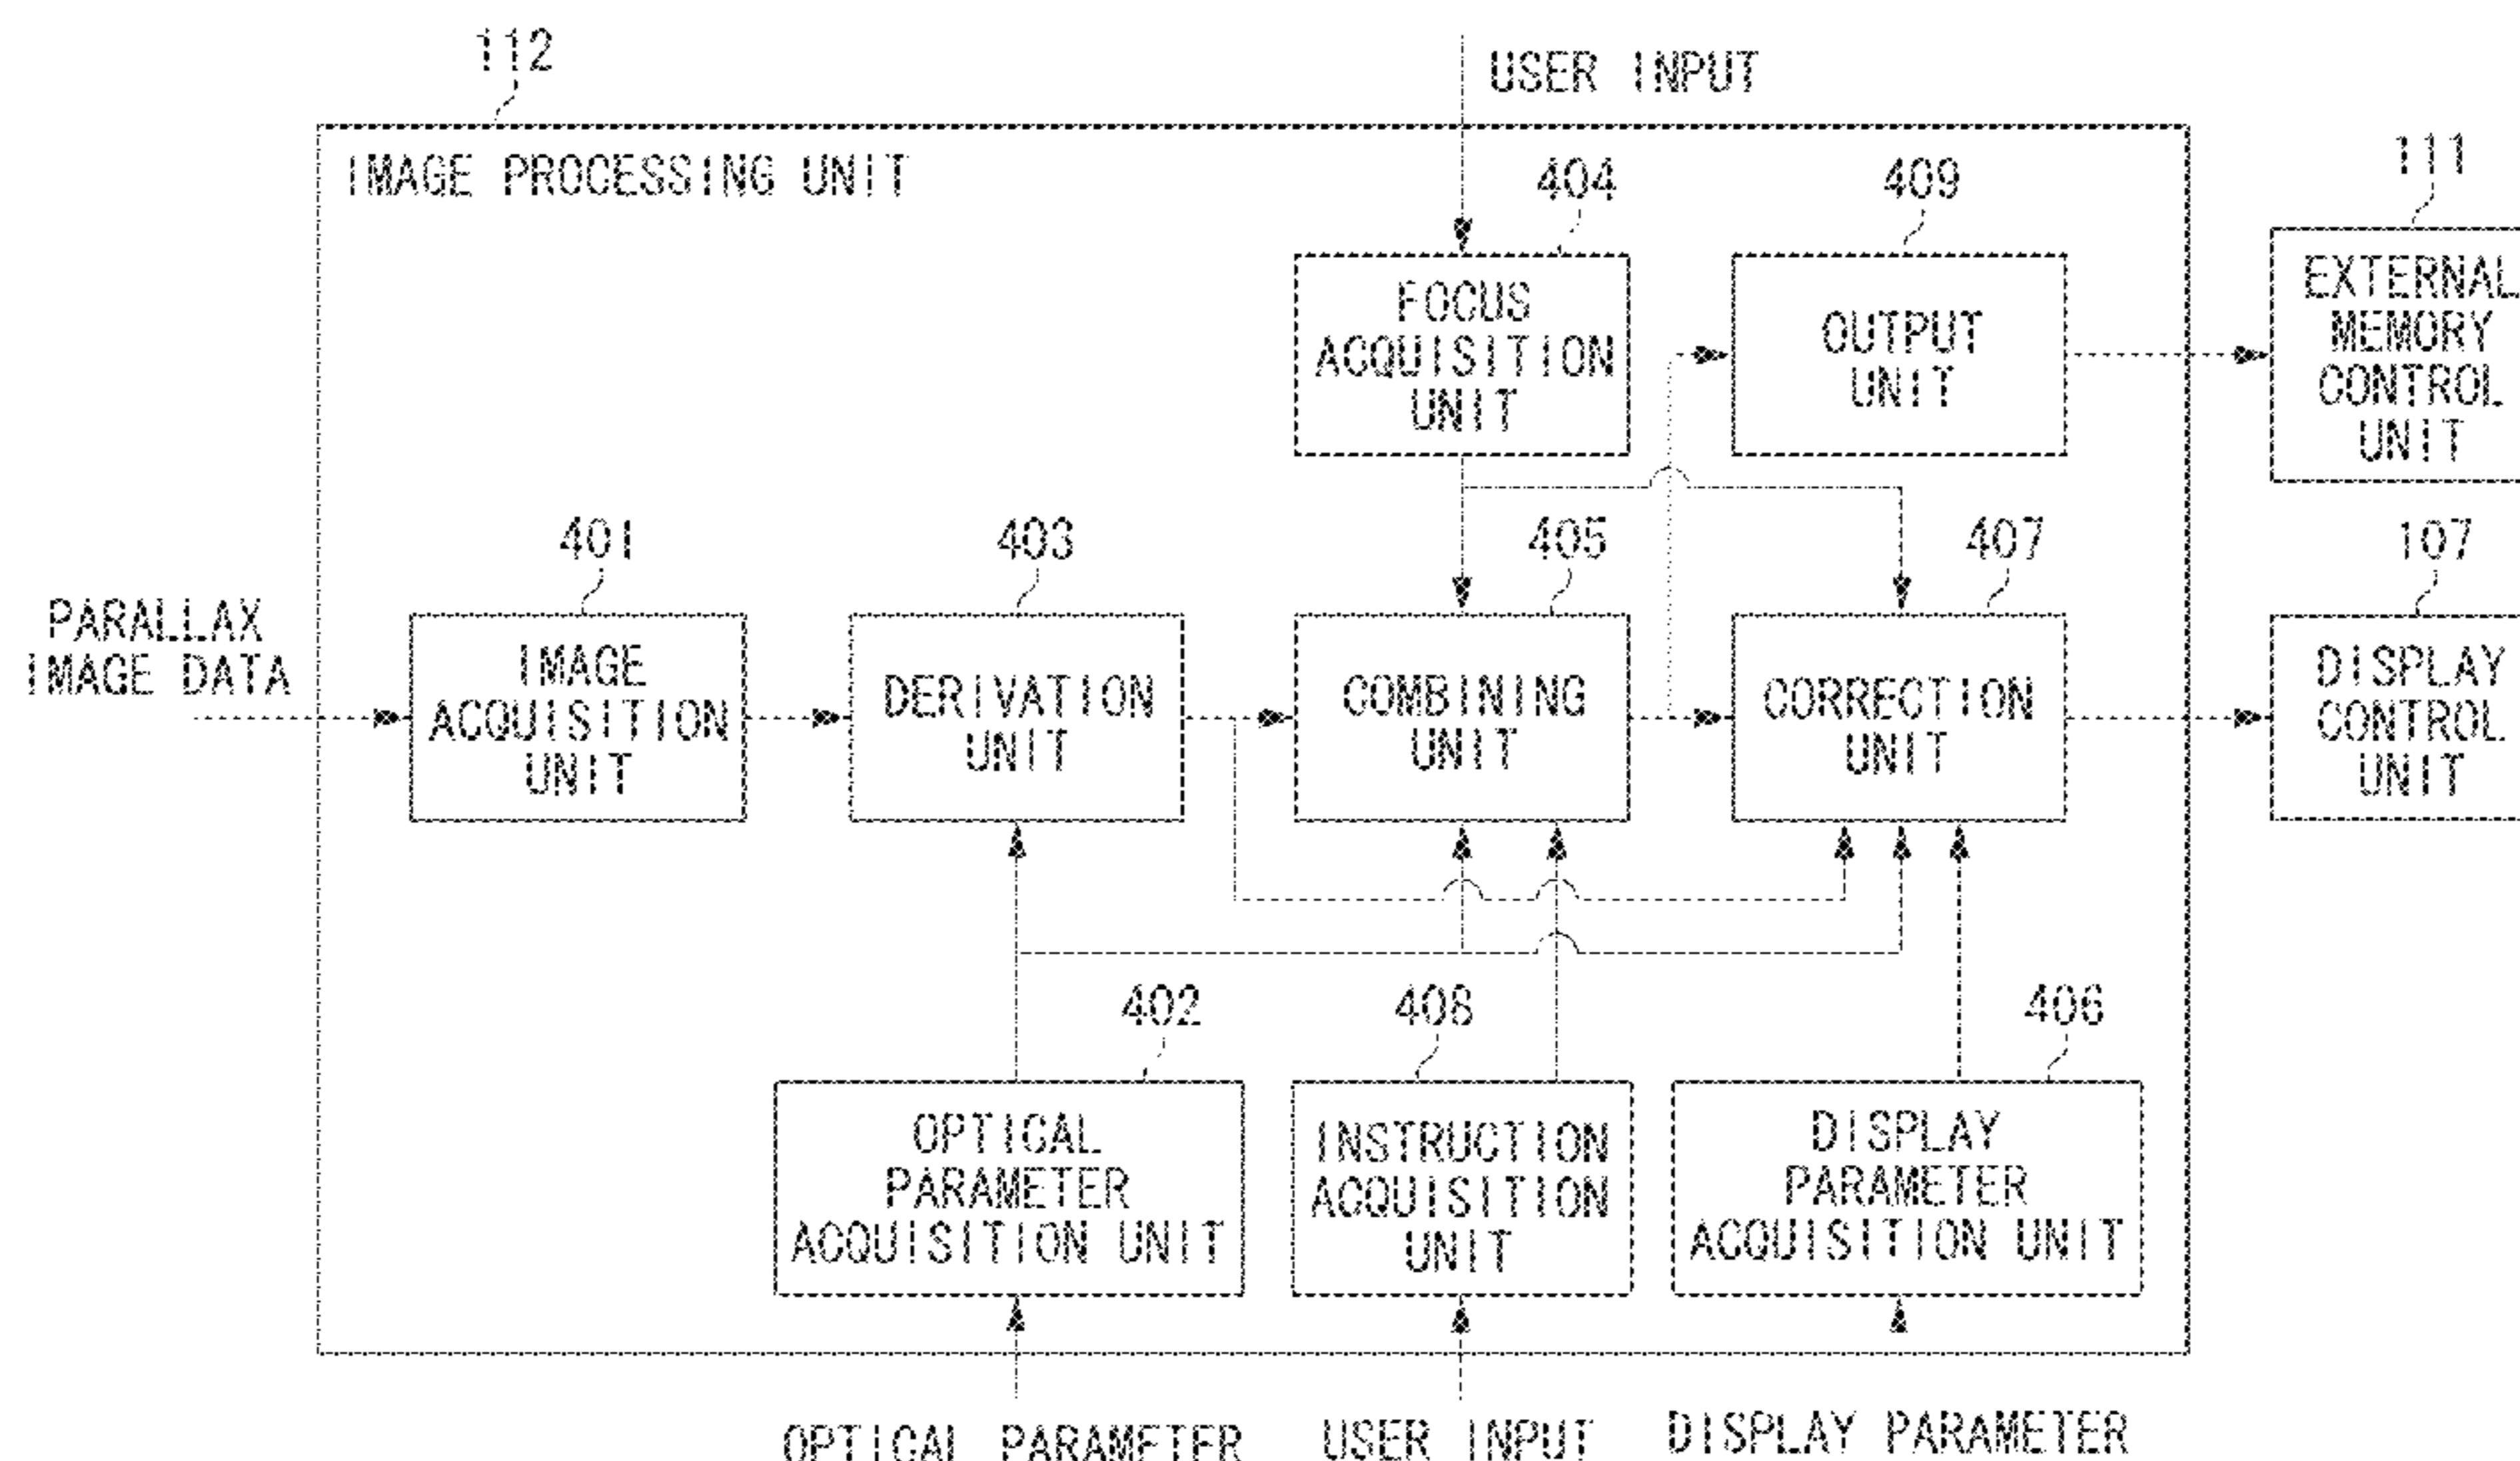 112
USER INPUT
IMAGE PROCESSING UNIT
404
409
111
FOCUS
ACQUISITION
UNIT
OUTPUT
UNIT
EXTERNAL
MEMORY
CONTROL
UNIT
401
403
405
407
107
PARALLAX
IMAGE DATA
IMAGE
ACQUISITION
UNIT
DERIVATION
UNIT
COMBINING
UNIT
CORRECTION
UNIT
DISPLAY
CONTROL
UNIT
402
408
406
OPTICAL
PARAMETER
ACQUISITION UNIT
INSTRUCTION
ACQUISITION
UNIT
DISPLAY
PARAMETER
ACQUISITION UNIT
OPTICAL PARAMETER
USER INPUT
DISPLAY PARAMETER